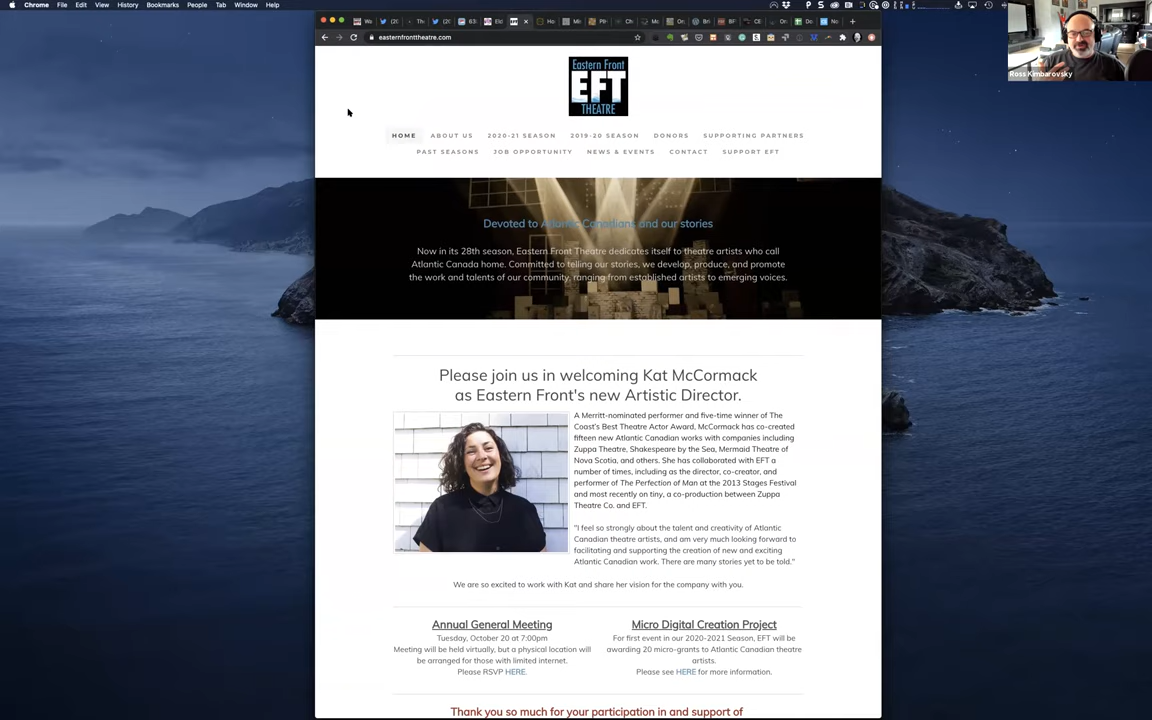 Chrome File Edit View History Bookmarks People Tab Window Help
easternfronttheatre.com
Ross Kimbarovsky
Eastern Front
EFT
THEATRE
HOME ABOUT US 2020-21 SEASON 2019-20 SEASON DONORS SUPPORTING PARTNERS
PAST SEASONS JOB OPPORTUNITY NEWS & EVENTS CONTACT SUPPORT EFT
Devoted to Atlantic Canadians and our stories
Now in its 28th season, Eastern Front Theatre dedicates itself to theatre artists who call
Atlantic Canada home. Committed to telling our stories, we develop, produce, and promote
the work and talents of our community, ranging from established artists to emerging voices.
Please join us in welcoming Kat McCormack
as Eastern Front's new Artistic Director.
A Merritt-nominated performer and five-time winner of The
Coast's Best Theatre Actor Award, McCormack has co-created
fifteen new Atlantic Canadian works with companies including
Zuppa Theatre, Shakespeare by the Sea, Mermaid Theatre of
Nova Scotia, and others. She has collaborated with EFT a
number of times, including as the director, co-creator, and
performer of The Perfection of Man at the 2013 Stages Festival
and most recently on tiny, a co-production between Zuppa
Theatre Co. and EFT.
"I feel so strongly about the talent and creativity of Atlantic
Canadian theatre artists, and am very much looking forward to
facilitating and supporting the creation of new and exciting
Atlantic Canadian work. There are many stories yet to be told."
We are so excited to work with Kat and share her vision for the company with you.
Annual General Meeting
Tuesday, October 20 at 7:00pm
Meeting will be held virtually, but a physical location will
be arranged for those with limited internet.
Please RSVP HERE.
Micro Digital Creation Project
For first event in our 2020-2021 Season, EFT will be
awarding 20 micro-grants to Atlantic Canadian theatre
artists.
Please see HERE for more information.
Thank you so much for your participation in and support of